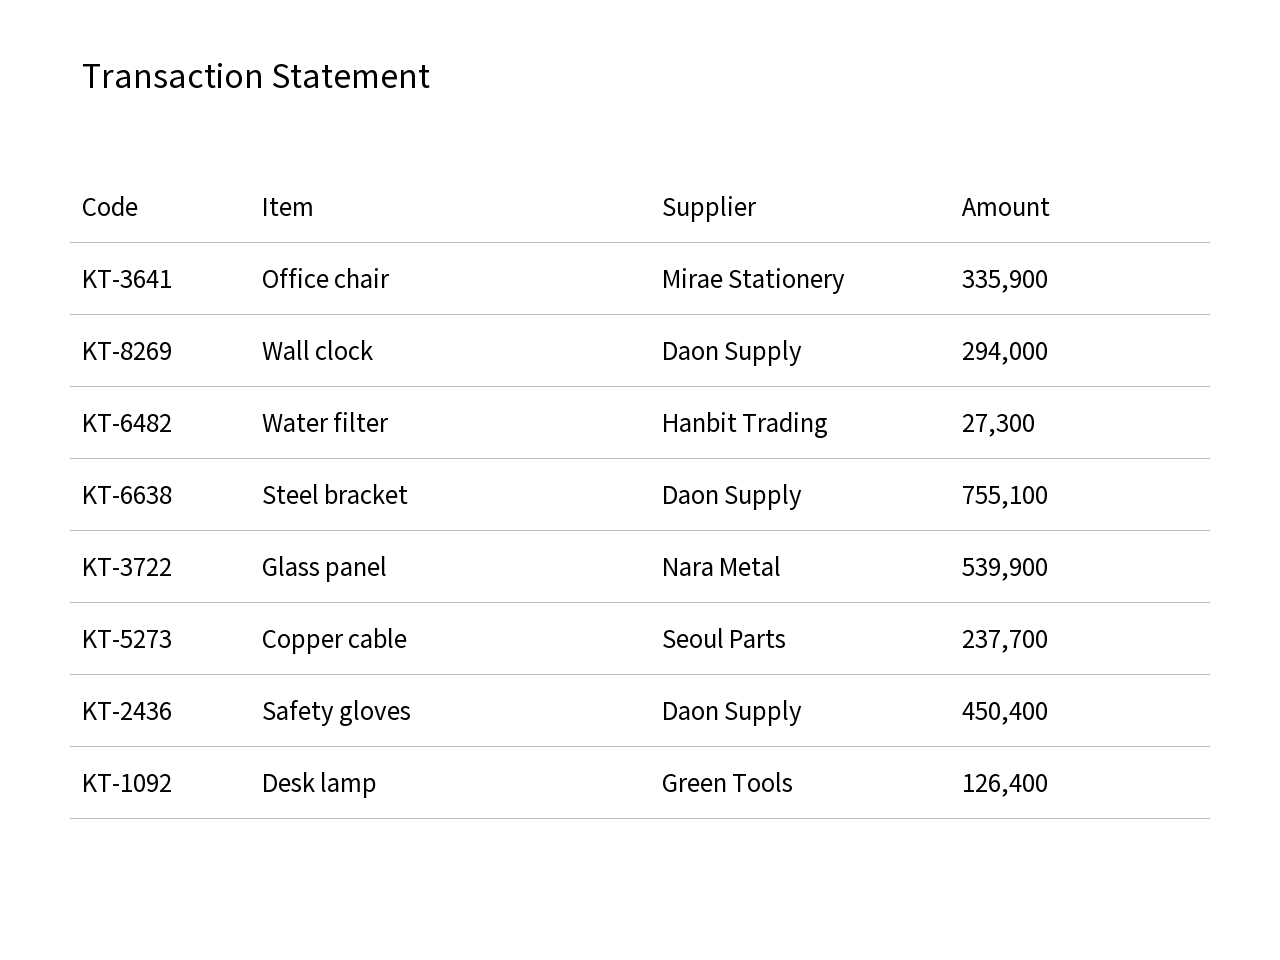 Transaction Statement
Code Item Supplier Amount
KT-3641 Office chair Mirae Stationery 335,900
KT-8269 Wall clock Daon Supply 294,000
KT-6482 Water filter Hanbit Trading 27,300
KT-6638 Steel bracket Daon Supply 755,100
KT-3722 Glass panel Nara Metal 539,900
KT-5273 Copper cable Seoul Parts 237,700
KT-2436 Safety gloves Daon Supply 450,400
KT-1092 Desk lamp Green Tools 126,400